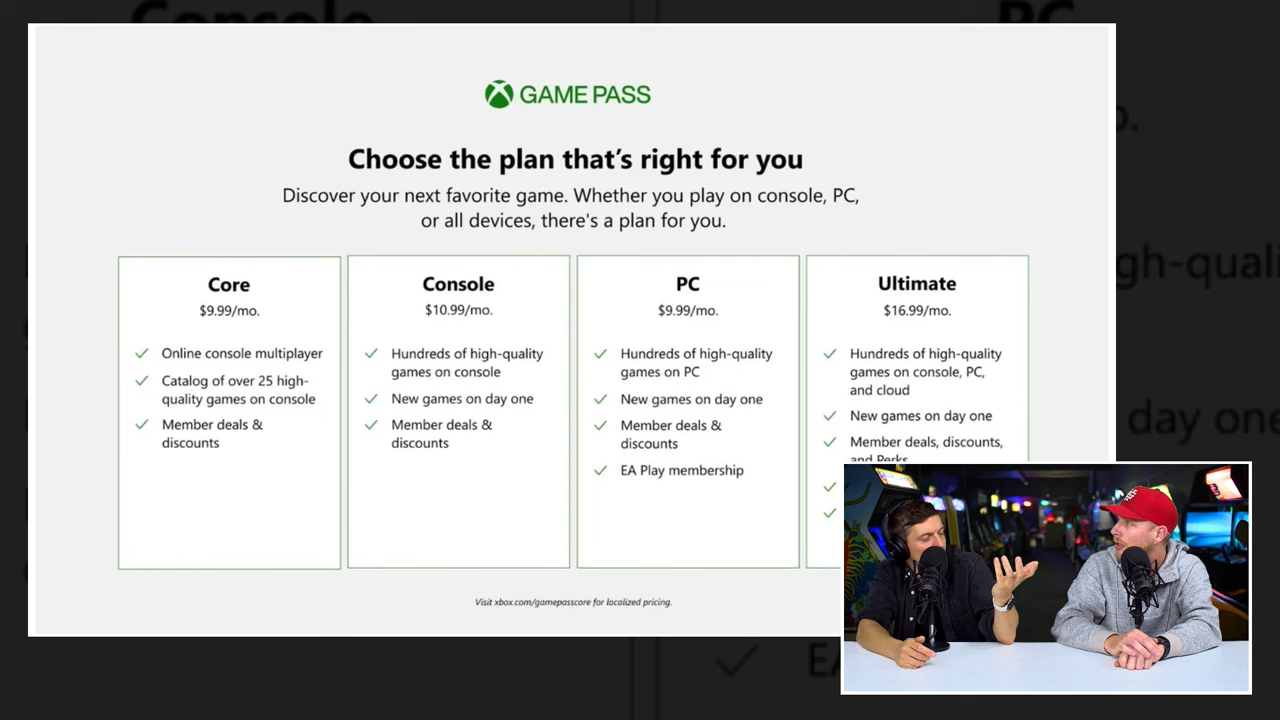 GAME PASS
Choose the plan that's right for you
Discover your next favorite game. Whether you play on console, PC,
or all devices, there's a plan for you.
Core
$9.99/mo.
Online console multiplayer
Catalog of over 25 high-
quality games on console
Member deals &
discounts
Console
$10.99/mo.
Hundreds of high-quality
games on console
New games on day one
Member deals &
discounts
PC
$9.99/mo.
Hundreds of high-quality
games on PC
New games on day one
Member deals &
discounts
EA Play membership
Ultimate
$16.99/mo.
Hundreds of high-quality
games on console, PC,
and cloud
New games on day one
Member deals, discounts,
and Perks
Visit xbox.com/gamepasscore for localized pricing.